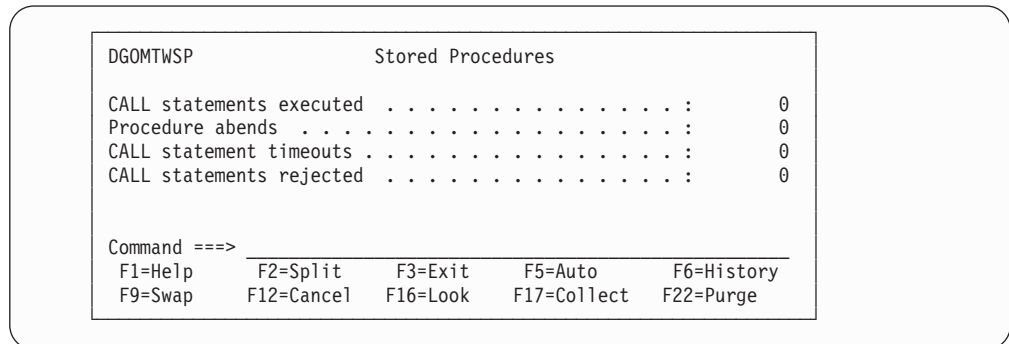 DGOMTWSP Stored Procedures
CALL statements executed . . . . . . . . . . . . . . : 0
Procedure abends . . . . . . . . . . . . . . . . . : 0
CALL statement timeouts . . . . . . . . . . . . . . . : 0
CALL statements rejected . . . . . . . . . . . . . . : 0
Command ===>
F1=Help F2=Split F3=Exit F5=Auto F6=History
F9=Swap F12=Cancel F16=Look F17=Collect F22=Purge